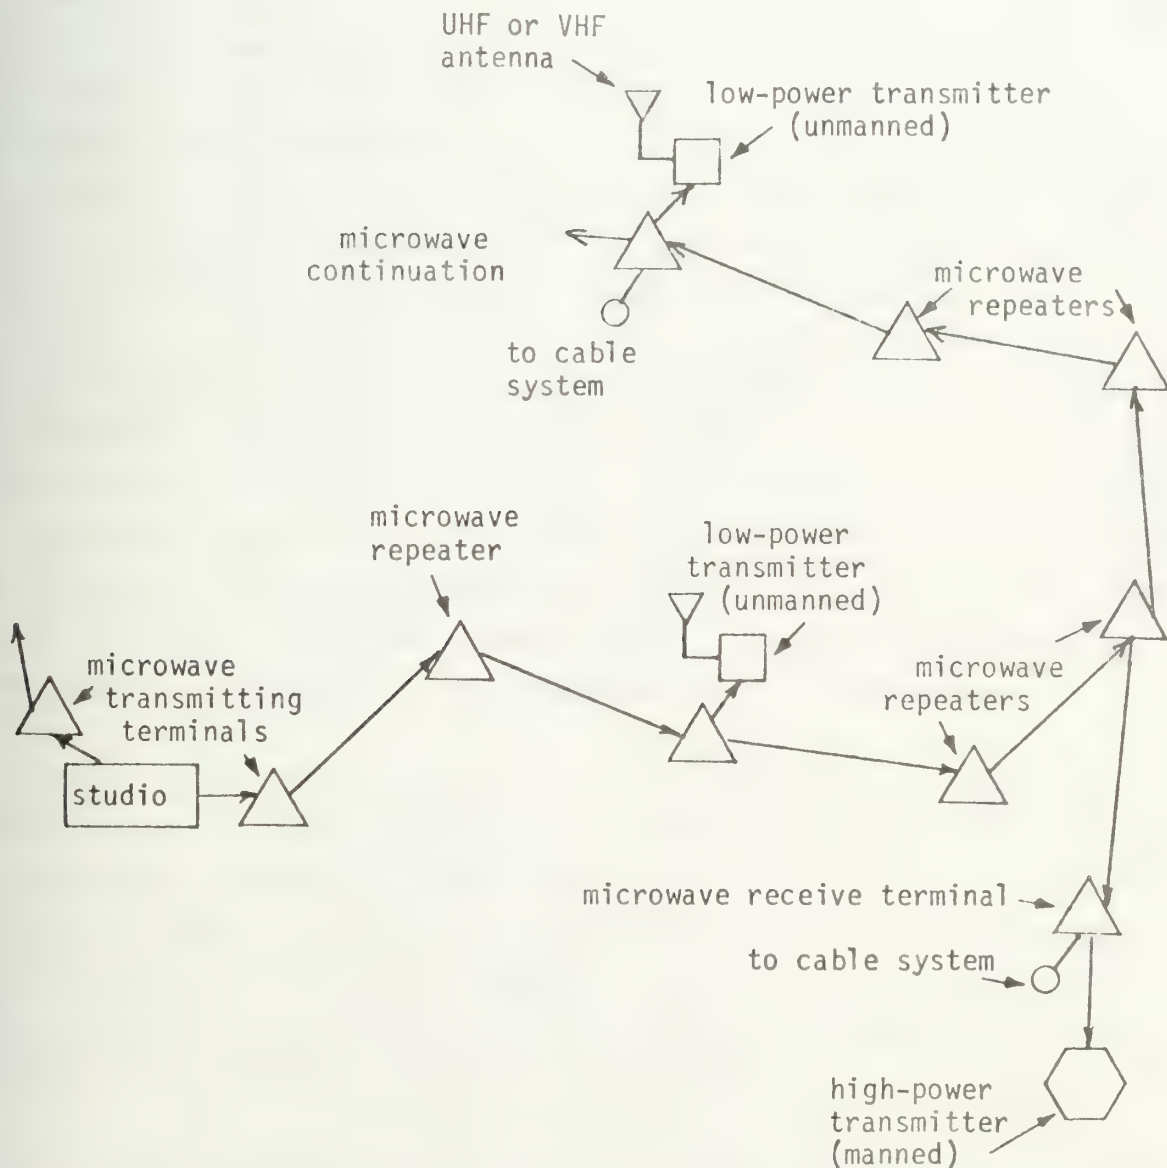 UHF or VHF
antenna
low-power transmitter
(unmanned)
microwave
continuation
microwave
repeaters
to cable
system
microwave
repeater
low-power
transmitter
(unmanned)
microwave
transmitting
terminals
microwave
repeaters
studio
microwave receive terminal
to cable system
high-power
transmitter
(manned)